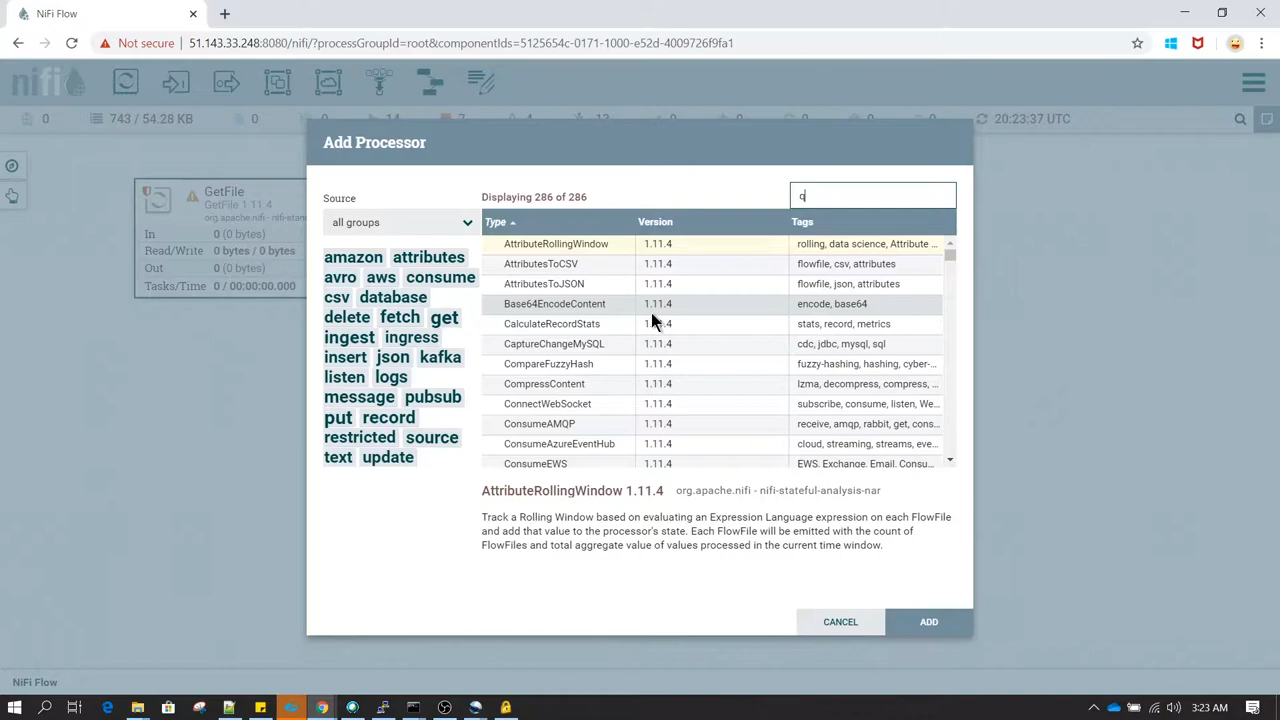 NiFi Flow
Not secure | 51.143.33.248:8080/nifi/?processGroupId=root&componentIds=5125654c-0171-1000-e52d-4009726f9fa1
nifi
0 743 / 54.28 KB 0 20:23:37 UTC
Add Processor
GetFile
GetFile 1.11.4
org.apache.nifi - nifi-stan
In 0 (0 bytes)
Read/Write 0 bytes / 0 bytes
Out 0 (0 bytes)
Tasks/Time 0 / 00:00:00.000
Source
all groups
amazon attributes
avro aws consume
csv database
delete fetch get
ingest ingress
insert json kafka
listen logs
message pubsub
put record
restricted source
text update
Displaying 286 of 286
Type Version Tags
AttributeRollingWindow 1.11.4 rolling, data science, Attribute ...
AttributesToCSV 1.11.4 flowfile, csv, attributes
AttributesToJSON 1.11.4 flowfile, json, attributes
Base64EncodeContent 1.11.4 encode, base64
CalculateRecordStats stats, record, metrics
CaptureChangeMySQL 1.11.4 cdc, jdbc, mysql, sql
CompareFuzzyHash 1.11.4 fuzzy-hashing, hashing, cyber-...
CompressContent 1.11.4 lzma, decompress, compress, ...
ConnectWebSocket 1.11.4 subscribe, consume, listen, We...
ConsumeAMQP 1.11.4 receive, amqp, rabbit, get, cons...
ConsumeAzureEventHub 1.11.4 cloud, streaming, streams, eve...
ConsumeEWS 1.11.4 EWS, Exchange, Email, Consu...
AttributeRollingWindow 1.11.4 org.apache.nifi - nifi-stateful-analysis-nar
Track a Rolling Window based on evaluating an Expression Language expression on each FlowFile
and add that value to the processor's state. Each FlowFile will be emitted with the count of
FlowFiles and total aggregate value of values processed in the current time window.
CANCEL ADD
NiFi Flow
3:23 AM